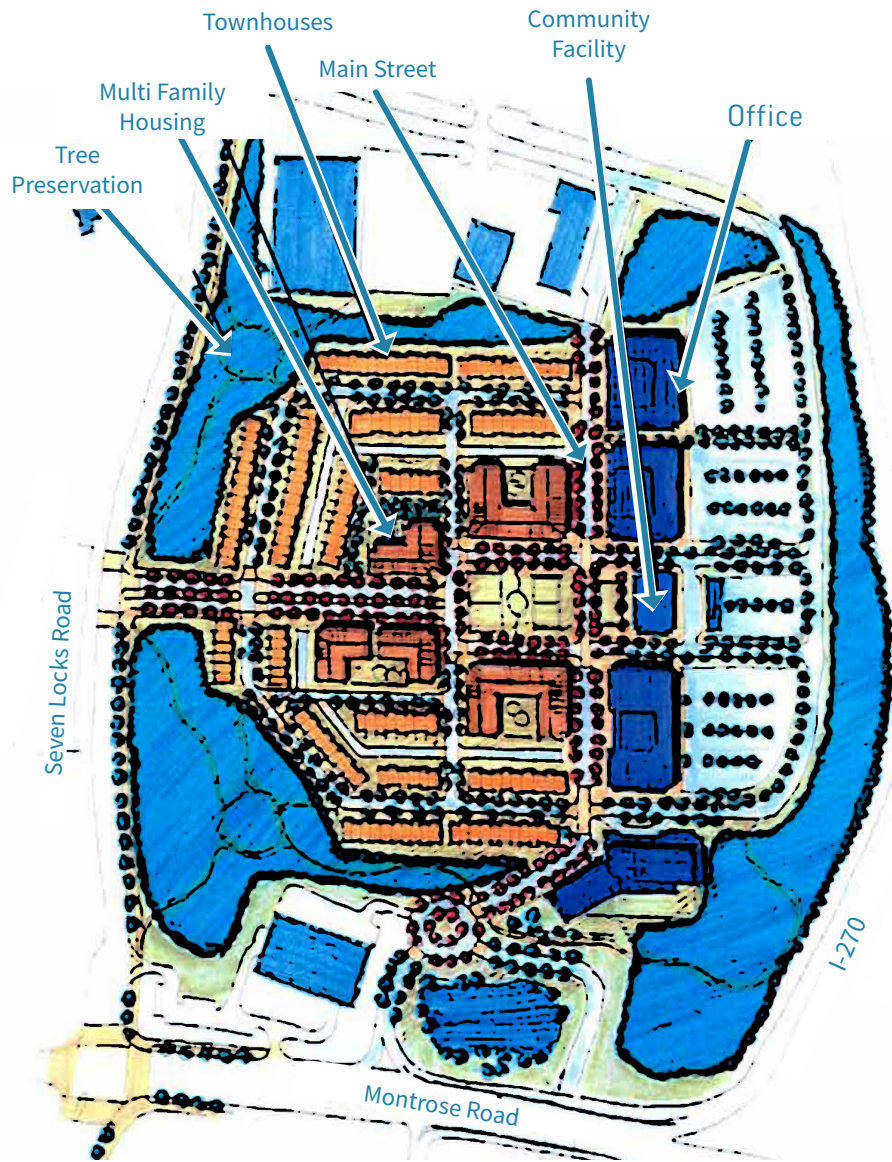 Townhouses
Community
Facility
Main Street
Multi Family
Housing
Office
Tree
Preservation
Seven Locks Road
I-270
Montrose Road